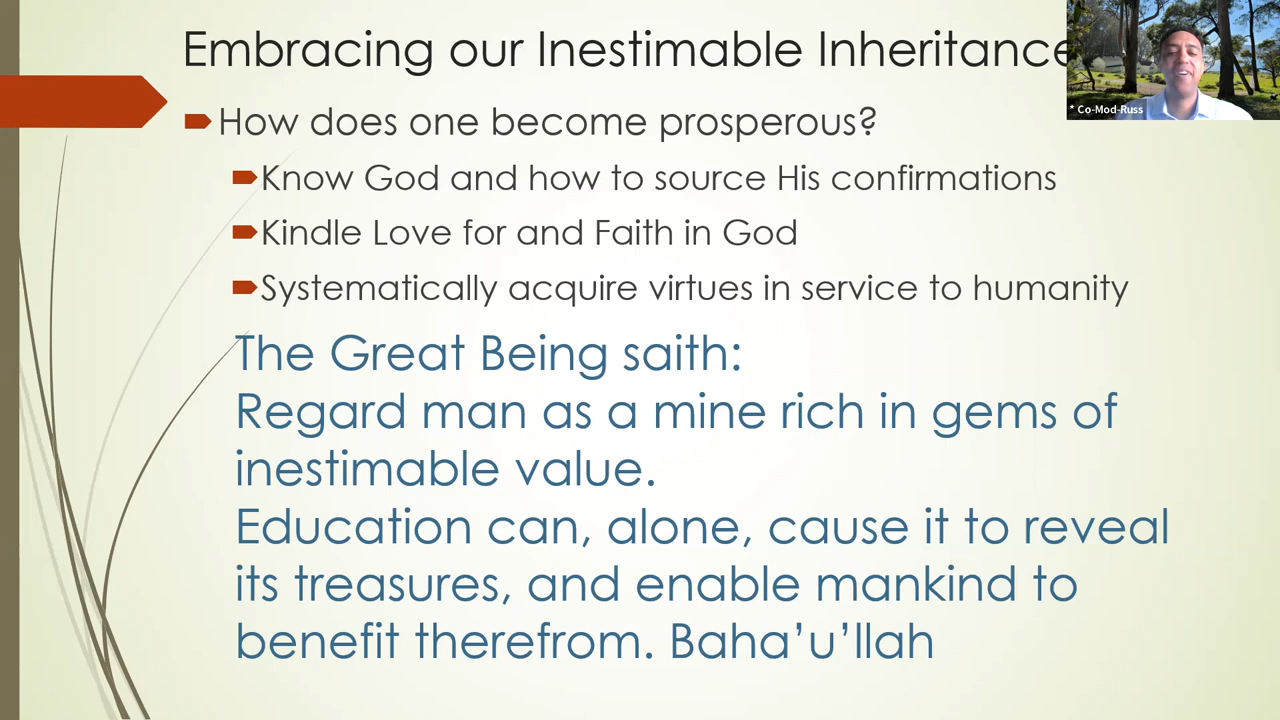 Embracing our Inestimable Inheritance
* Co-Mod-Russ
How does one become prosperous?
Know God and how to source His confirmations
Kindle Love for and Faith in God
Systematically acquire virtues in service to humanity
The Great Being saith:
Regard man as a mine rich in gems of
inestimable value.
Education can, alone, cause it to reveal
its treasures, and enable mankind to
benefit therefrom. Baha’u’llah